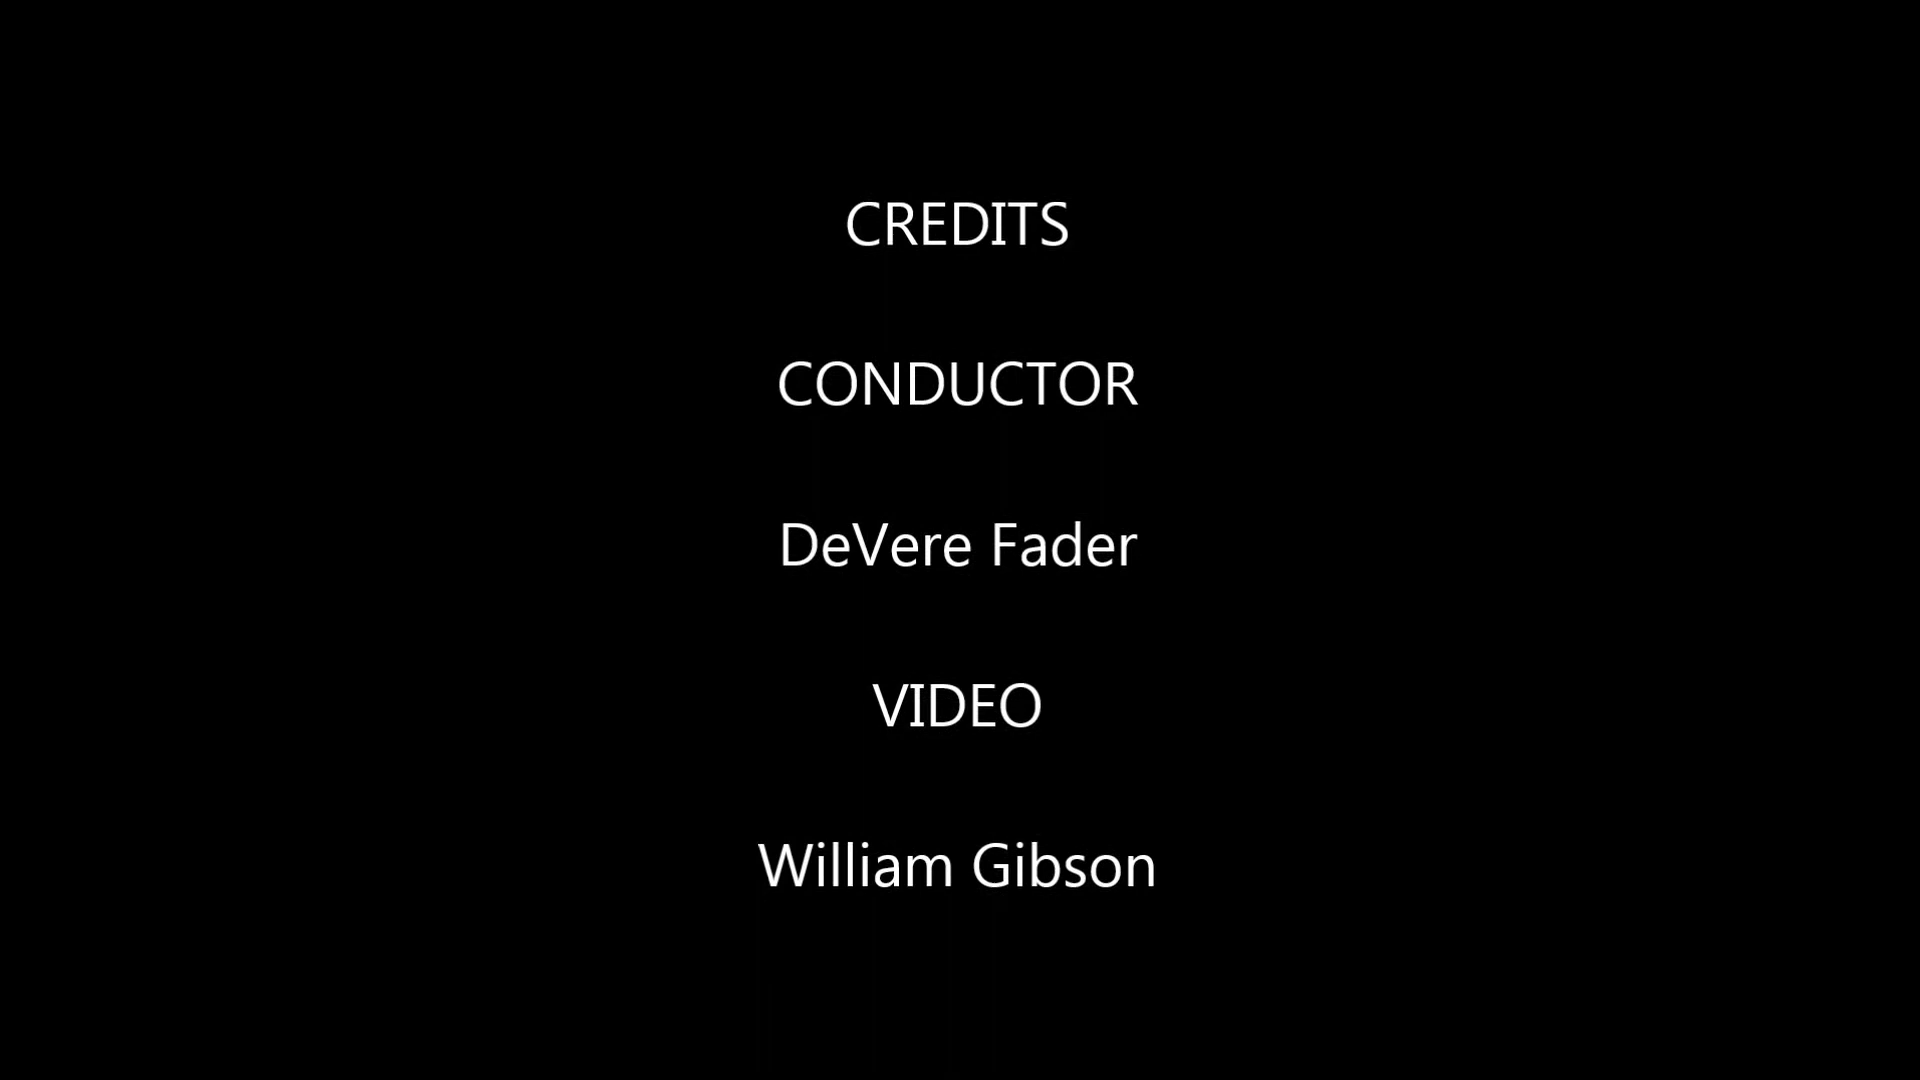 CREDITS
CONDUCTOR
DeVere Fader
VIDEO
William Gibson